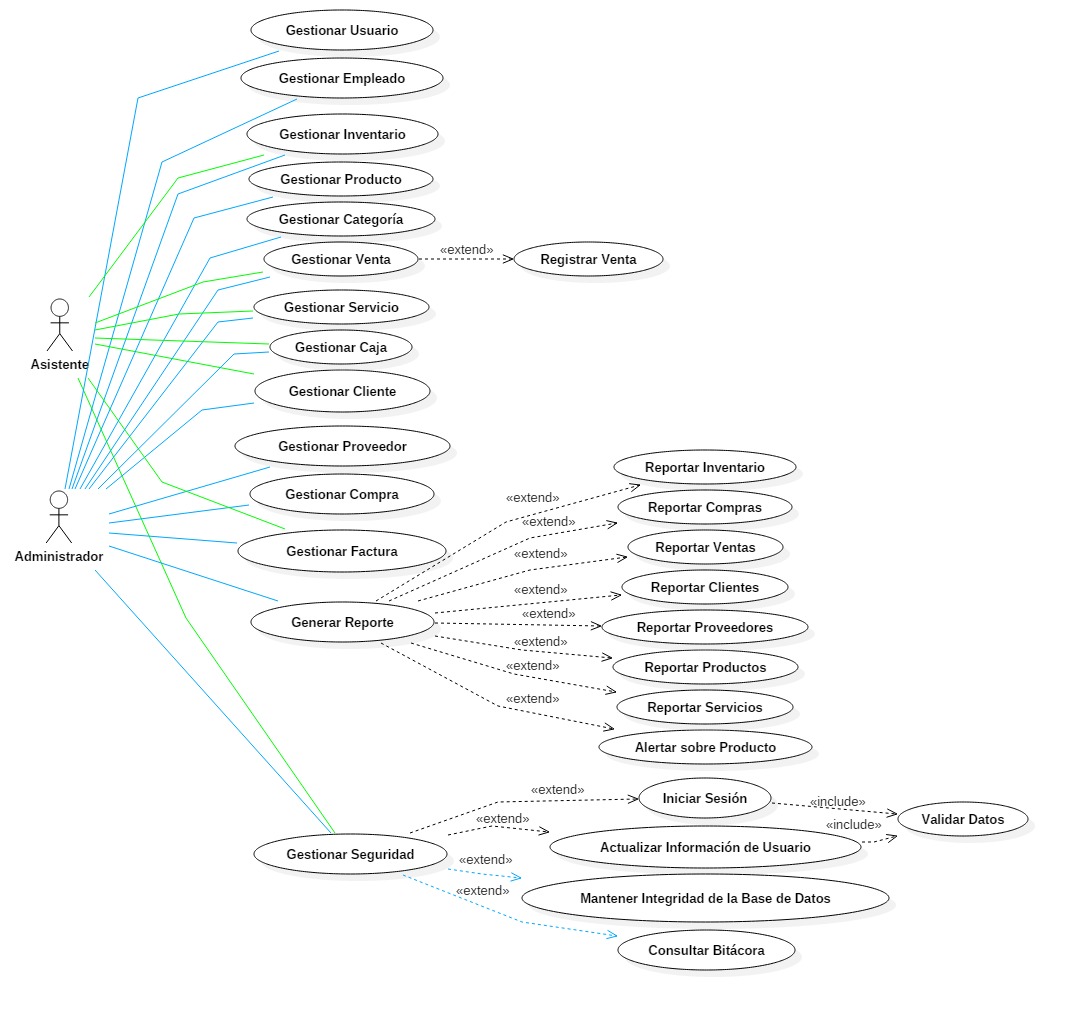 Gestionar Usuario
Gestionar Empleado
Gestionar Inventario
Gestionar Producto
Gestionar Categoría
Gestionar Venta
«extend»
Registrar Venta
Gestionar Servicio
Gestionar Caja
Asistente
Gestionar Cliente
Gestionar Proveedor
Reportar Inventario
Gestionar Compra
«extend»
Reportar Compras
«extend»
Gestionar Factura
Reportar Ventas
«extend»
Administrador
Reportar Clientes
«extend»
«extend»
Generar Reporte
Reportar Proveedores
«extend»
Reportar Productos
«extend»
«extend»
Reportar Servicios
Alertar sobre Producto
«extend»
Iniciar Sesión
«include»
«extend»
Validar Datos
«include»
Actualizar Información de Usuario
Gestionar Seguridad
«extend»
«extend»
Mantener Integridad de la Base de Datos
Consultar Bitácora